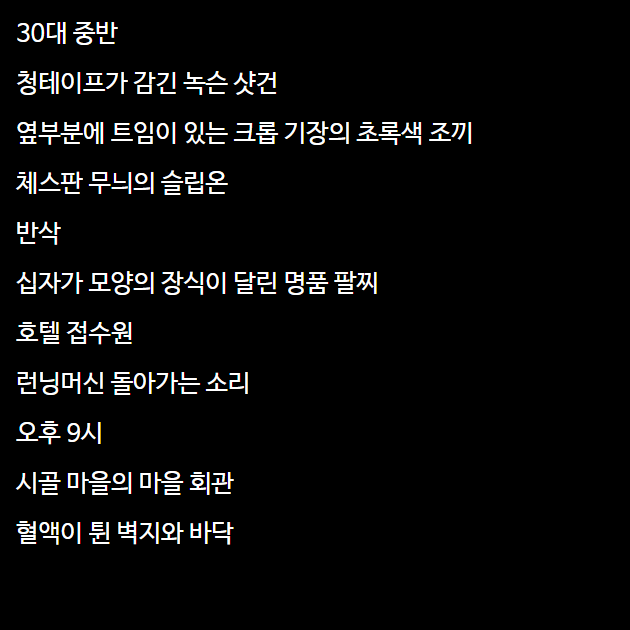 30대 중반
청테이프가 감긴 녹슨 샷건
옆부분에 트임이 있는 크롭 기장의 초록색 조끼
체스판 무늬의 슬립온
반삭
십자가 모양의 장식이 달린 명품 팔찌
호텔 접수원
런닝머신 돌아가는 소리
오후 9시
시골 마을의 마을 회관
혈액이 튄 벽지와 바닥